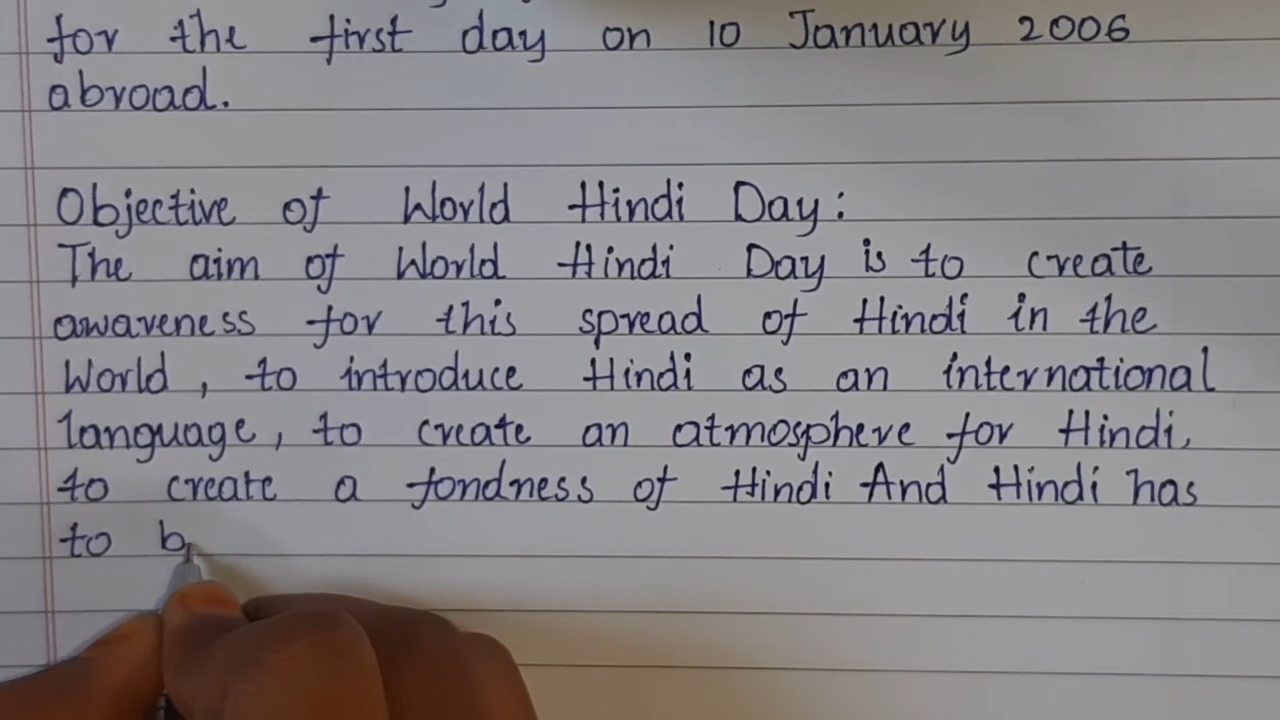 for the first day on 10 January 2006
abroad.
Objective of World Hindi Day:
The aim of World Hindi Day is to create
awareness for this spread of Hindi in the
World, to introduce Hindi as an international
language, to create an atmosphere for Hindi,
to create a fondness of Hindi And Hindi has
to b